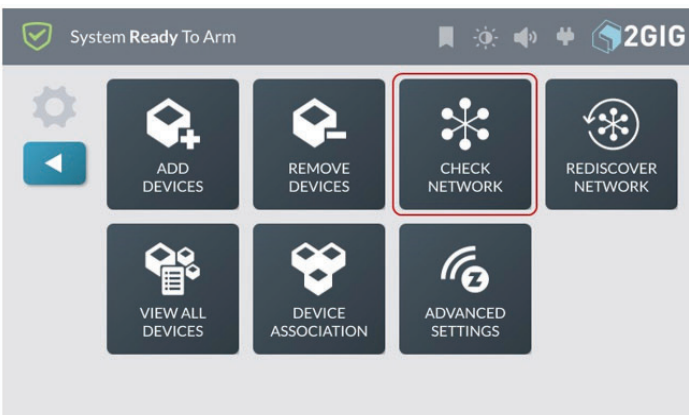 System Ready To Arm
2GIG
ADD
DEVICES
REMOVE
DEVICES
CHECK
NETWORK
REDISCOVER
NETWORK
VIEW ALL
DEVICES
DEVICE
ASSOCIATION
Z
ADVANCED
SETTINGS